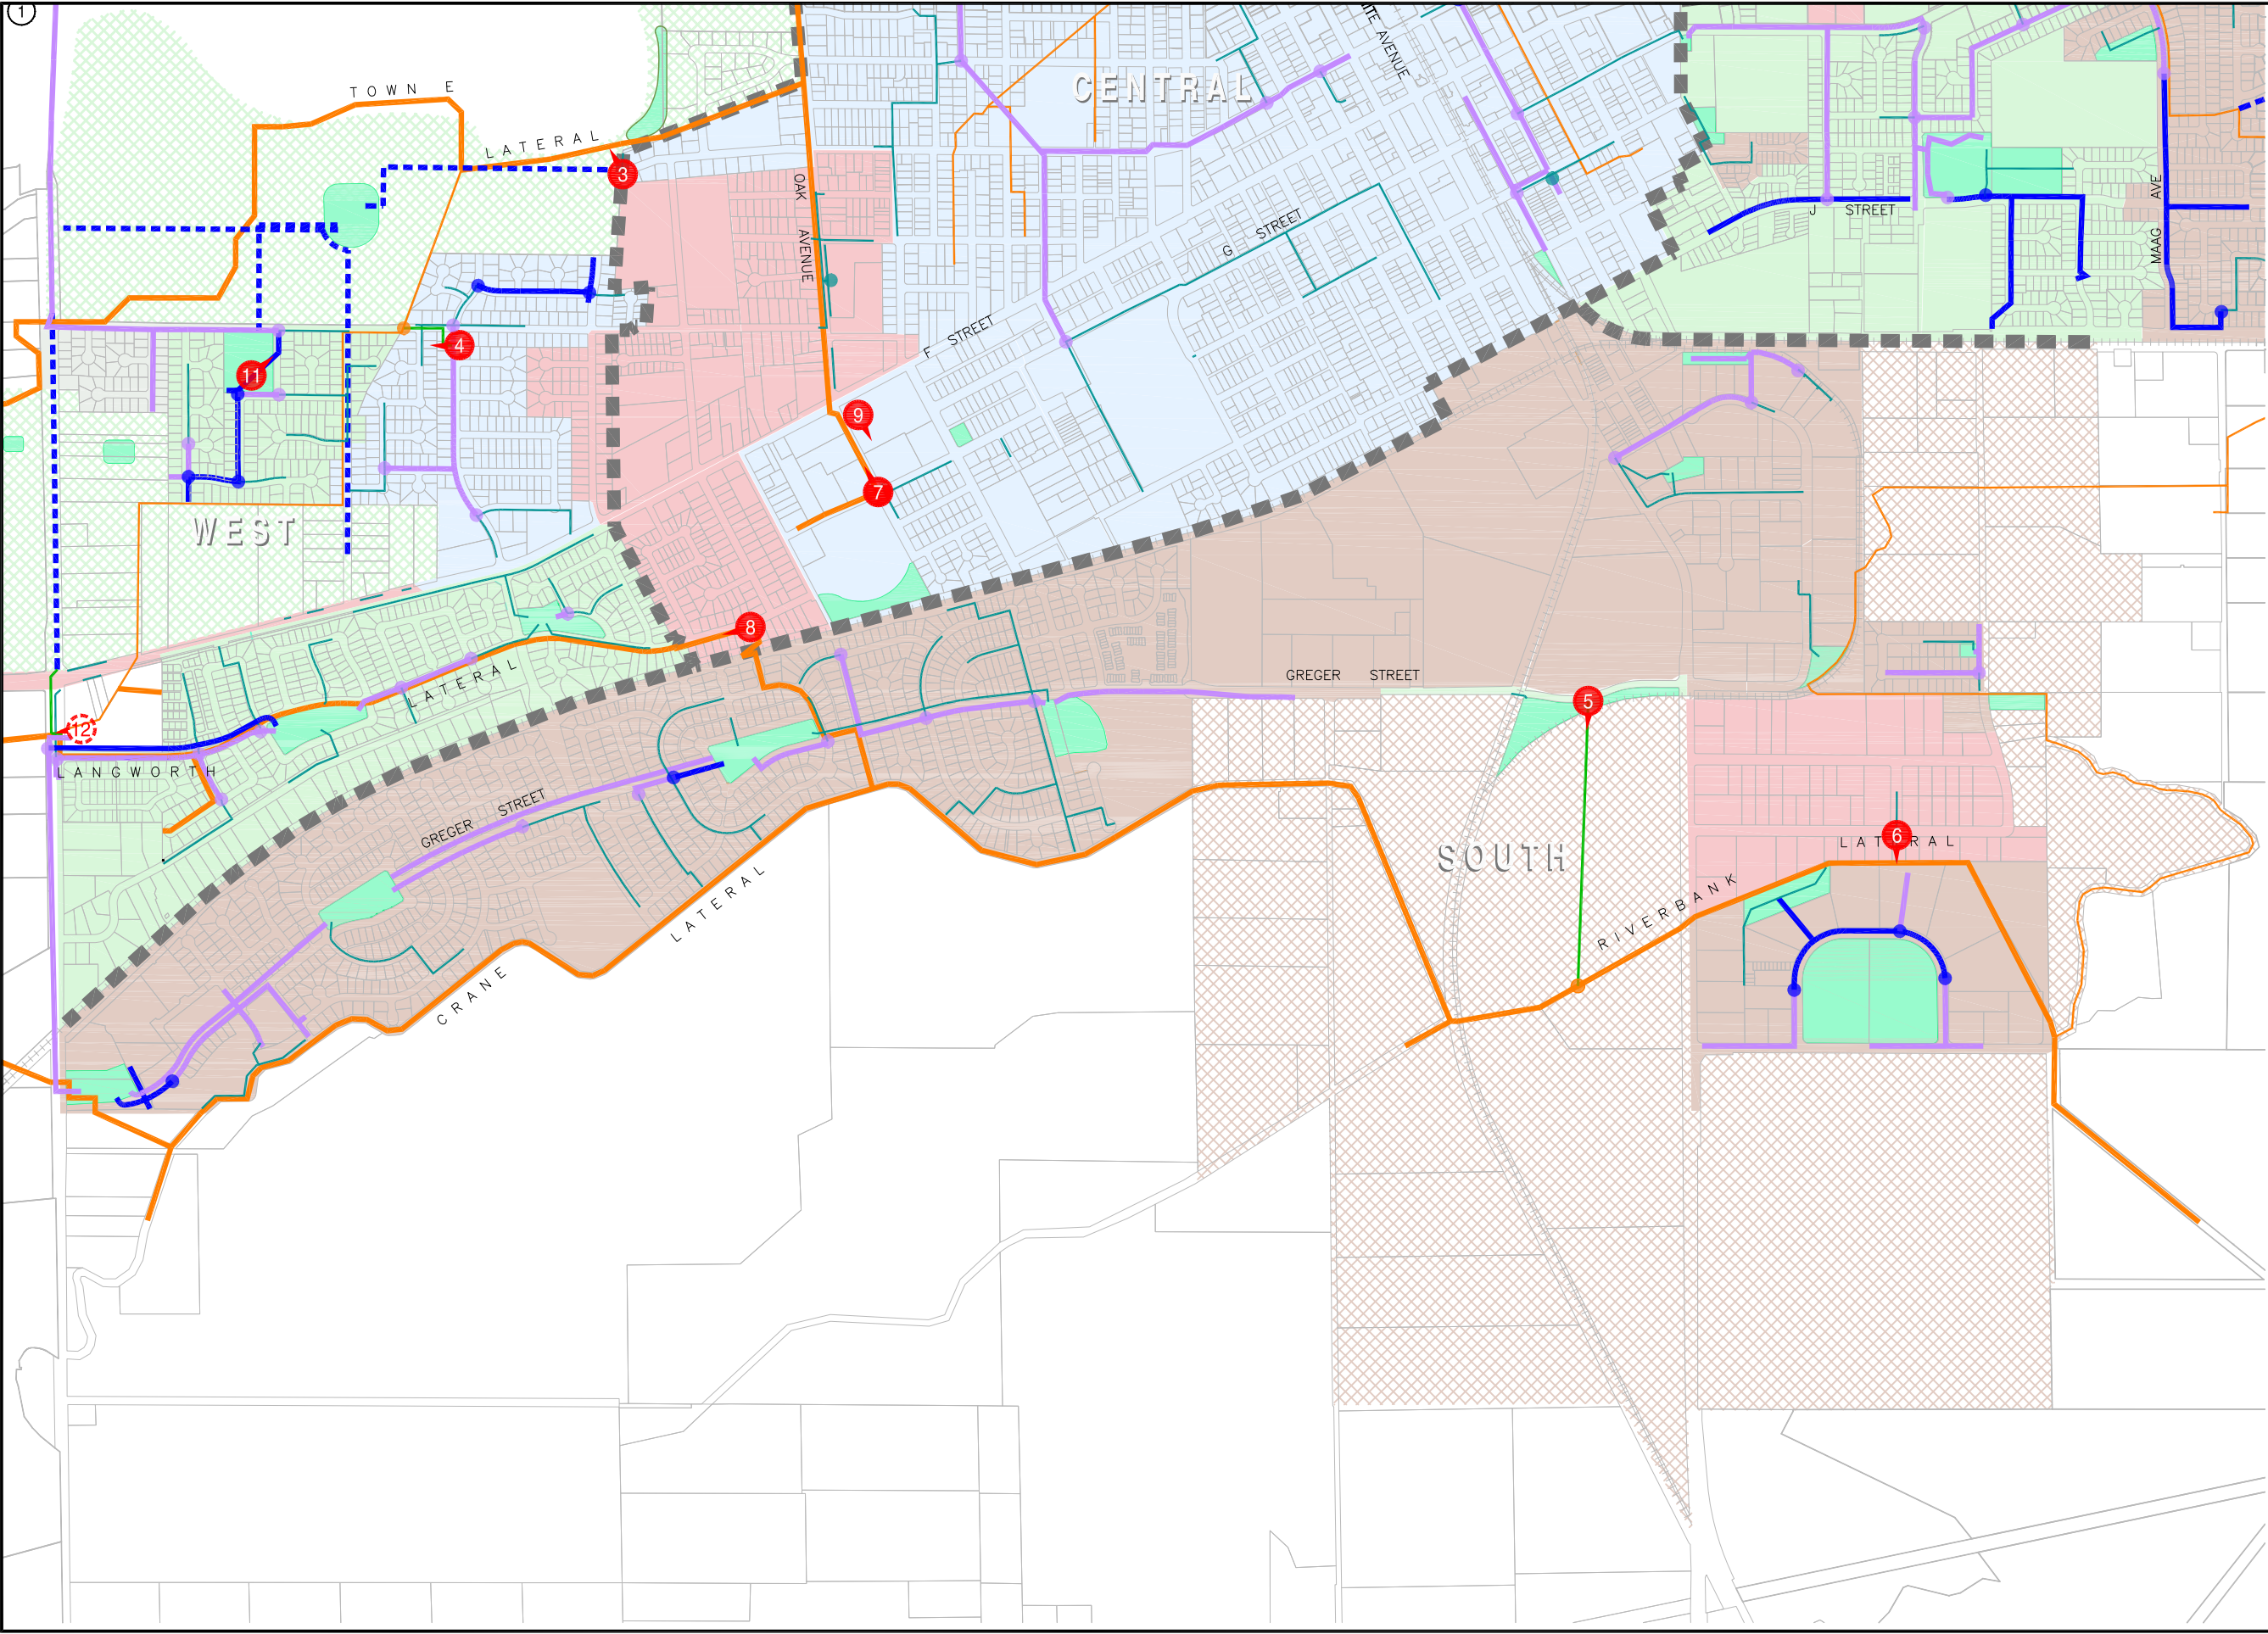 1
TOWN E
LATERAL
CENTRAL
AVENUE
3
OAK AVENUE
G STREET
J STREET
MAAG AVE
F STREET
4
11
9
7
WEST
8
LATERAL
GREGER STREET
5
12
LANGWORTH
GREGER STREET
6
LATERAL
SOUTH
RIVERBANK
LATERAL
CRANE